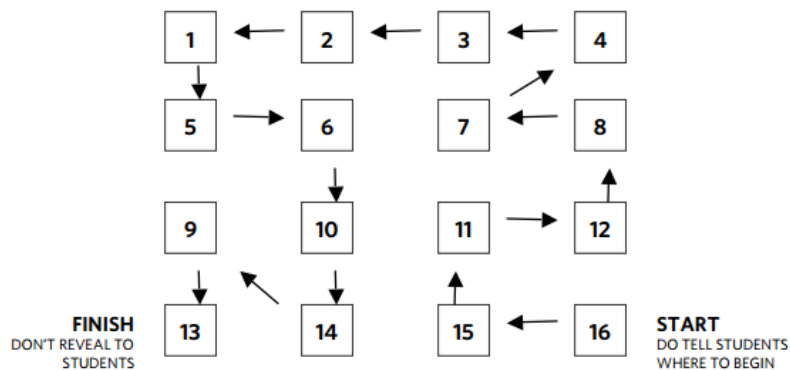 1 2 3 4
5 6 7 8
9 10 11 12
13 14 15 16
FINISH
DON'T REVEAL TO
STUDENTS
START
DO TELL STUDENTS
WHERE TO BEGIN